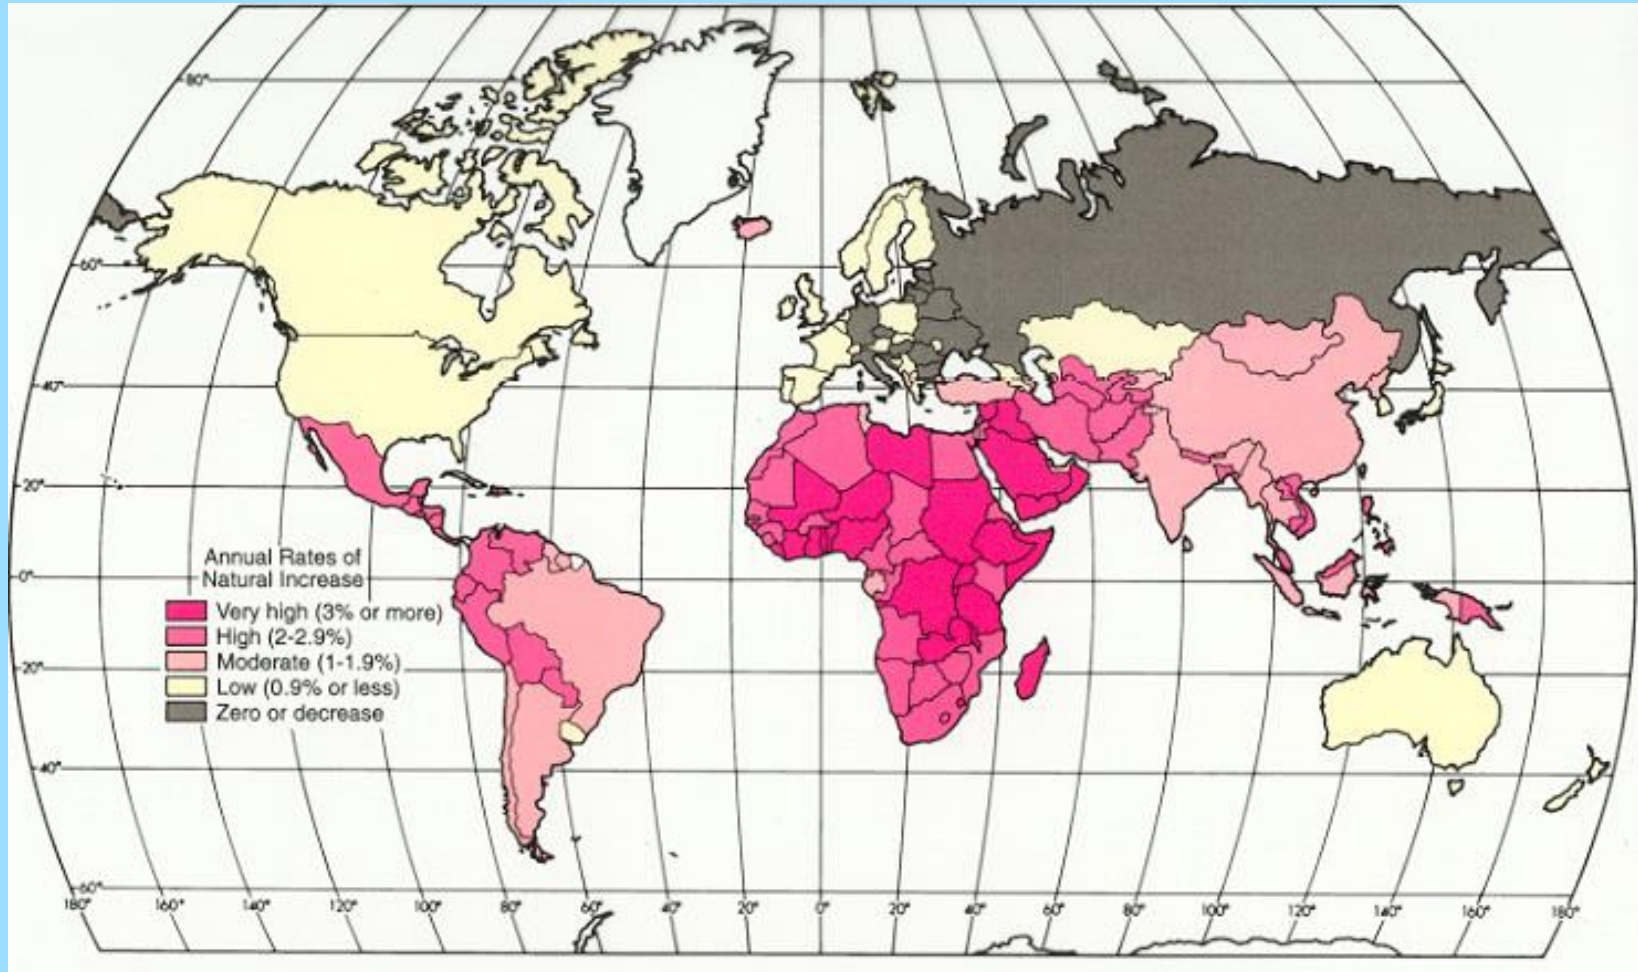 80°
60°
40°
20°
0°
20°
40°
60°
Annual Rates of
Natural Increase
Very high (3% or more)
High (2-2.9%)
Moderate (1-1.9%)
Low (0.9% or less)
Zero or decrease
180° 160° 140° 120° 100° 80° 60° 40° 20° 0° 20° 40° 60° 80° 100° 120° 140° 160° 180°